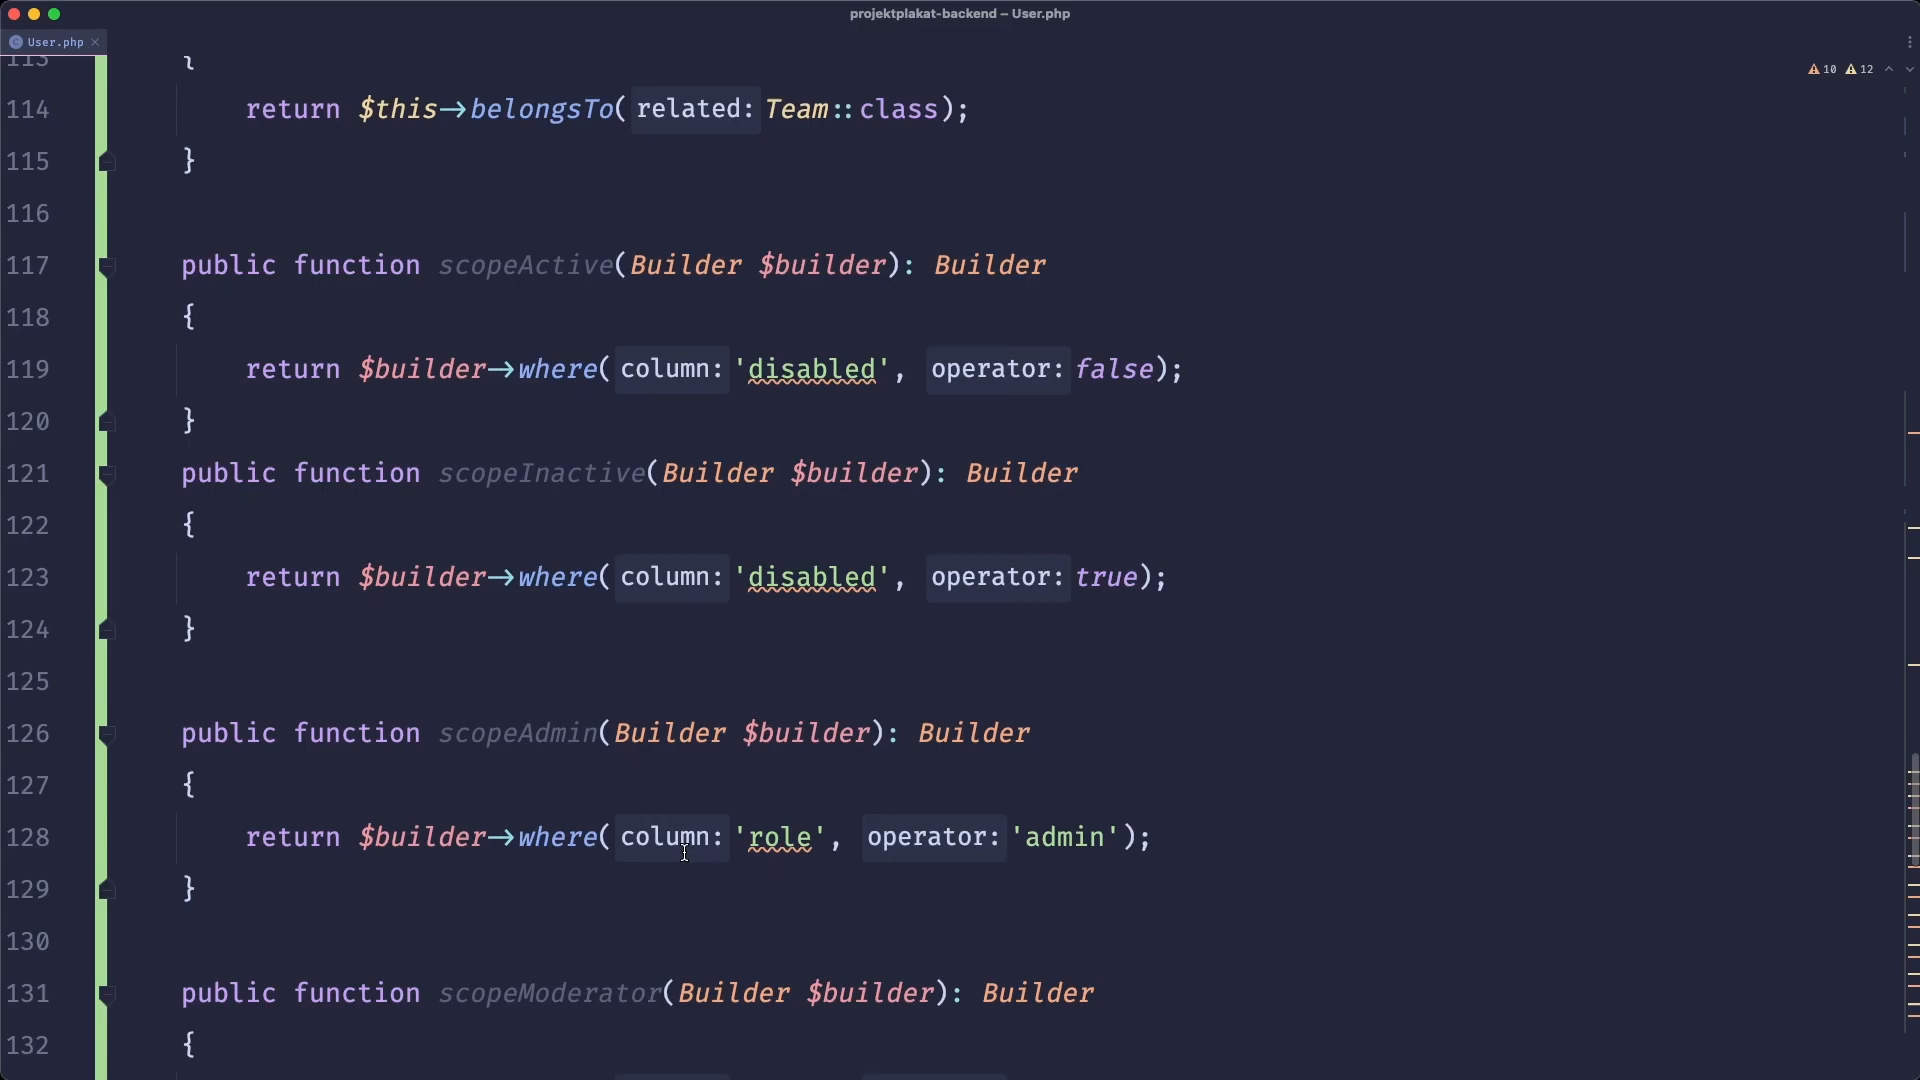 projektplakat-backend – User.php
User.php
10 12
113 {
114 return $this->belongsTo( related: Team::class);
115 }
116
117 public function scopeActive(Builder $builder): Builder
118 {
119 return $builder->where( column: 'disabled', operator: false);
120 }
121 public function scopeInactive(Builder $builder): Builder
122 {
123 return $builder->where( column: 'disabled', operator: true);
124 }
125
126 public function scopeAdmin(Builder $builder): Builder
127 {
128 return $builder->where( column: 'role', operator: 'admin');
129 }
130
131 public function scopeModerator(Builder $builder): Builder
132 {